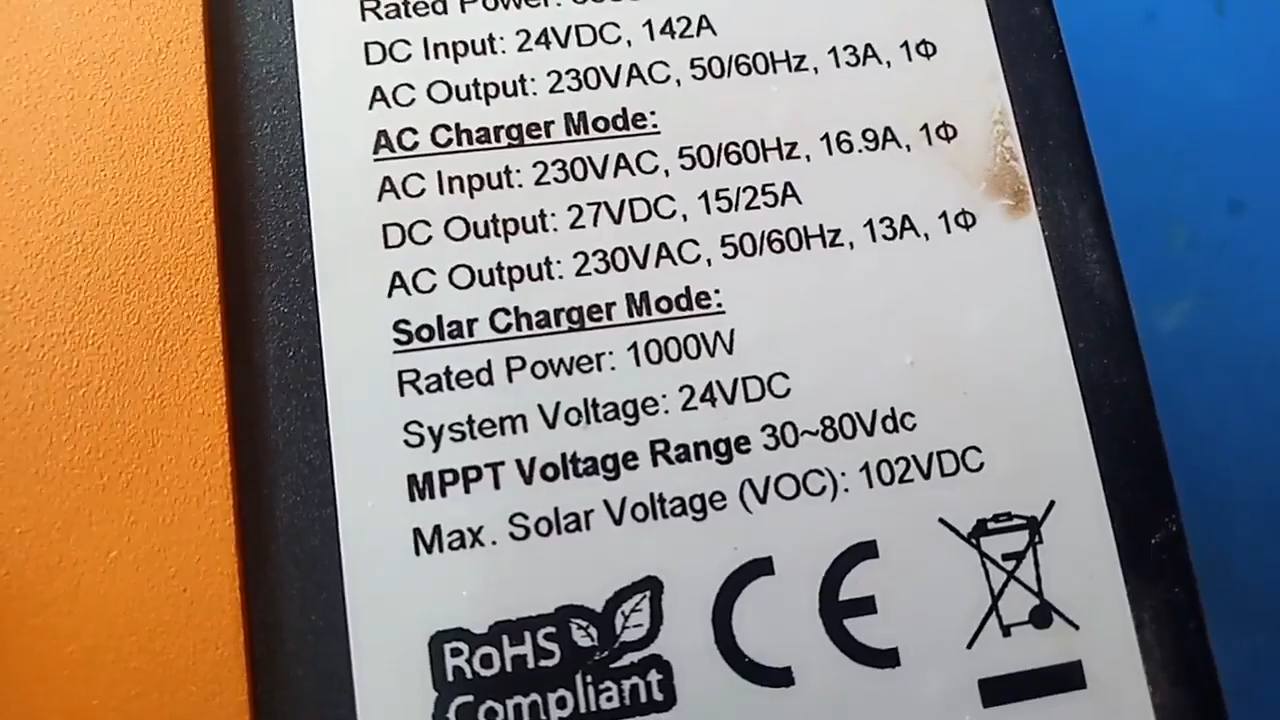 Rated Power:
DC Input: 24VDC, 142A
AC Output: 230VAC, 50/60Hz, 13A, 1Φ
AC Charger Mode:
AC Input: 230VAC, 50/60Hz, 16.9A, 1Φ
DC Output: 27VDC, 15/25A
AC Output: 230VAC, 50/60Hz, 13A, 1Φ
Solar Charger Mode:
Rated Power: 1000W
System Voltage: 24VDC
MPPT Voltage Range 30~80Vdc
Max. Solar Voltage (VOC): 102VDC
RoHS
Compliant
CE